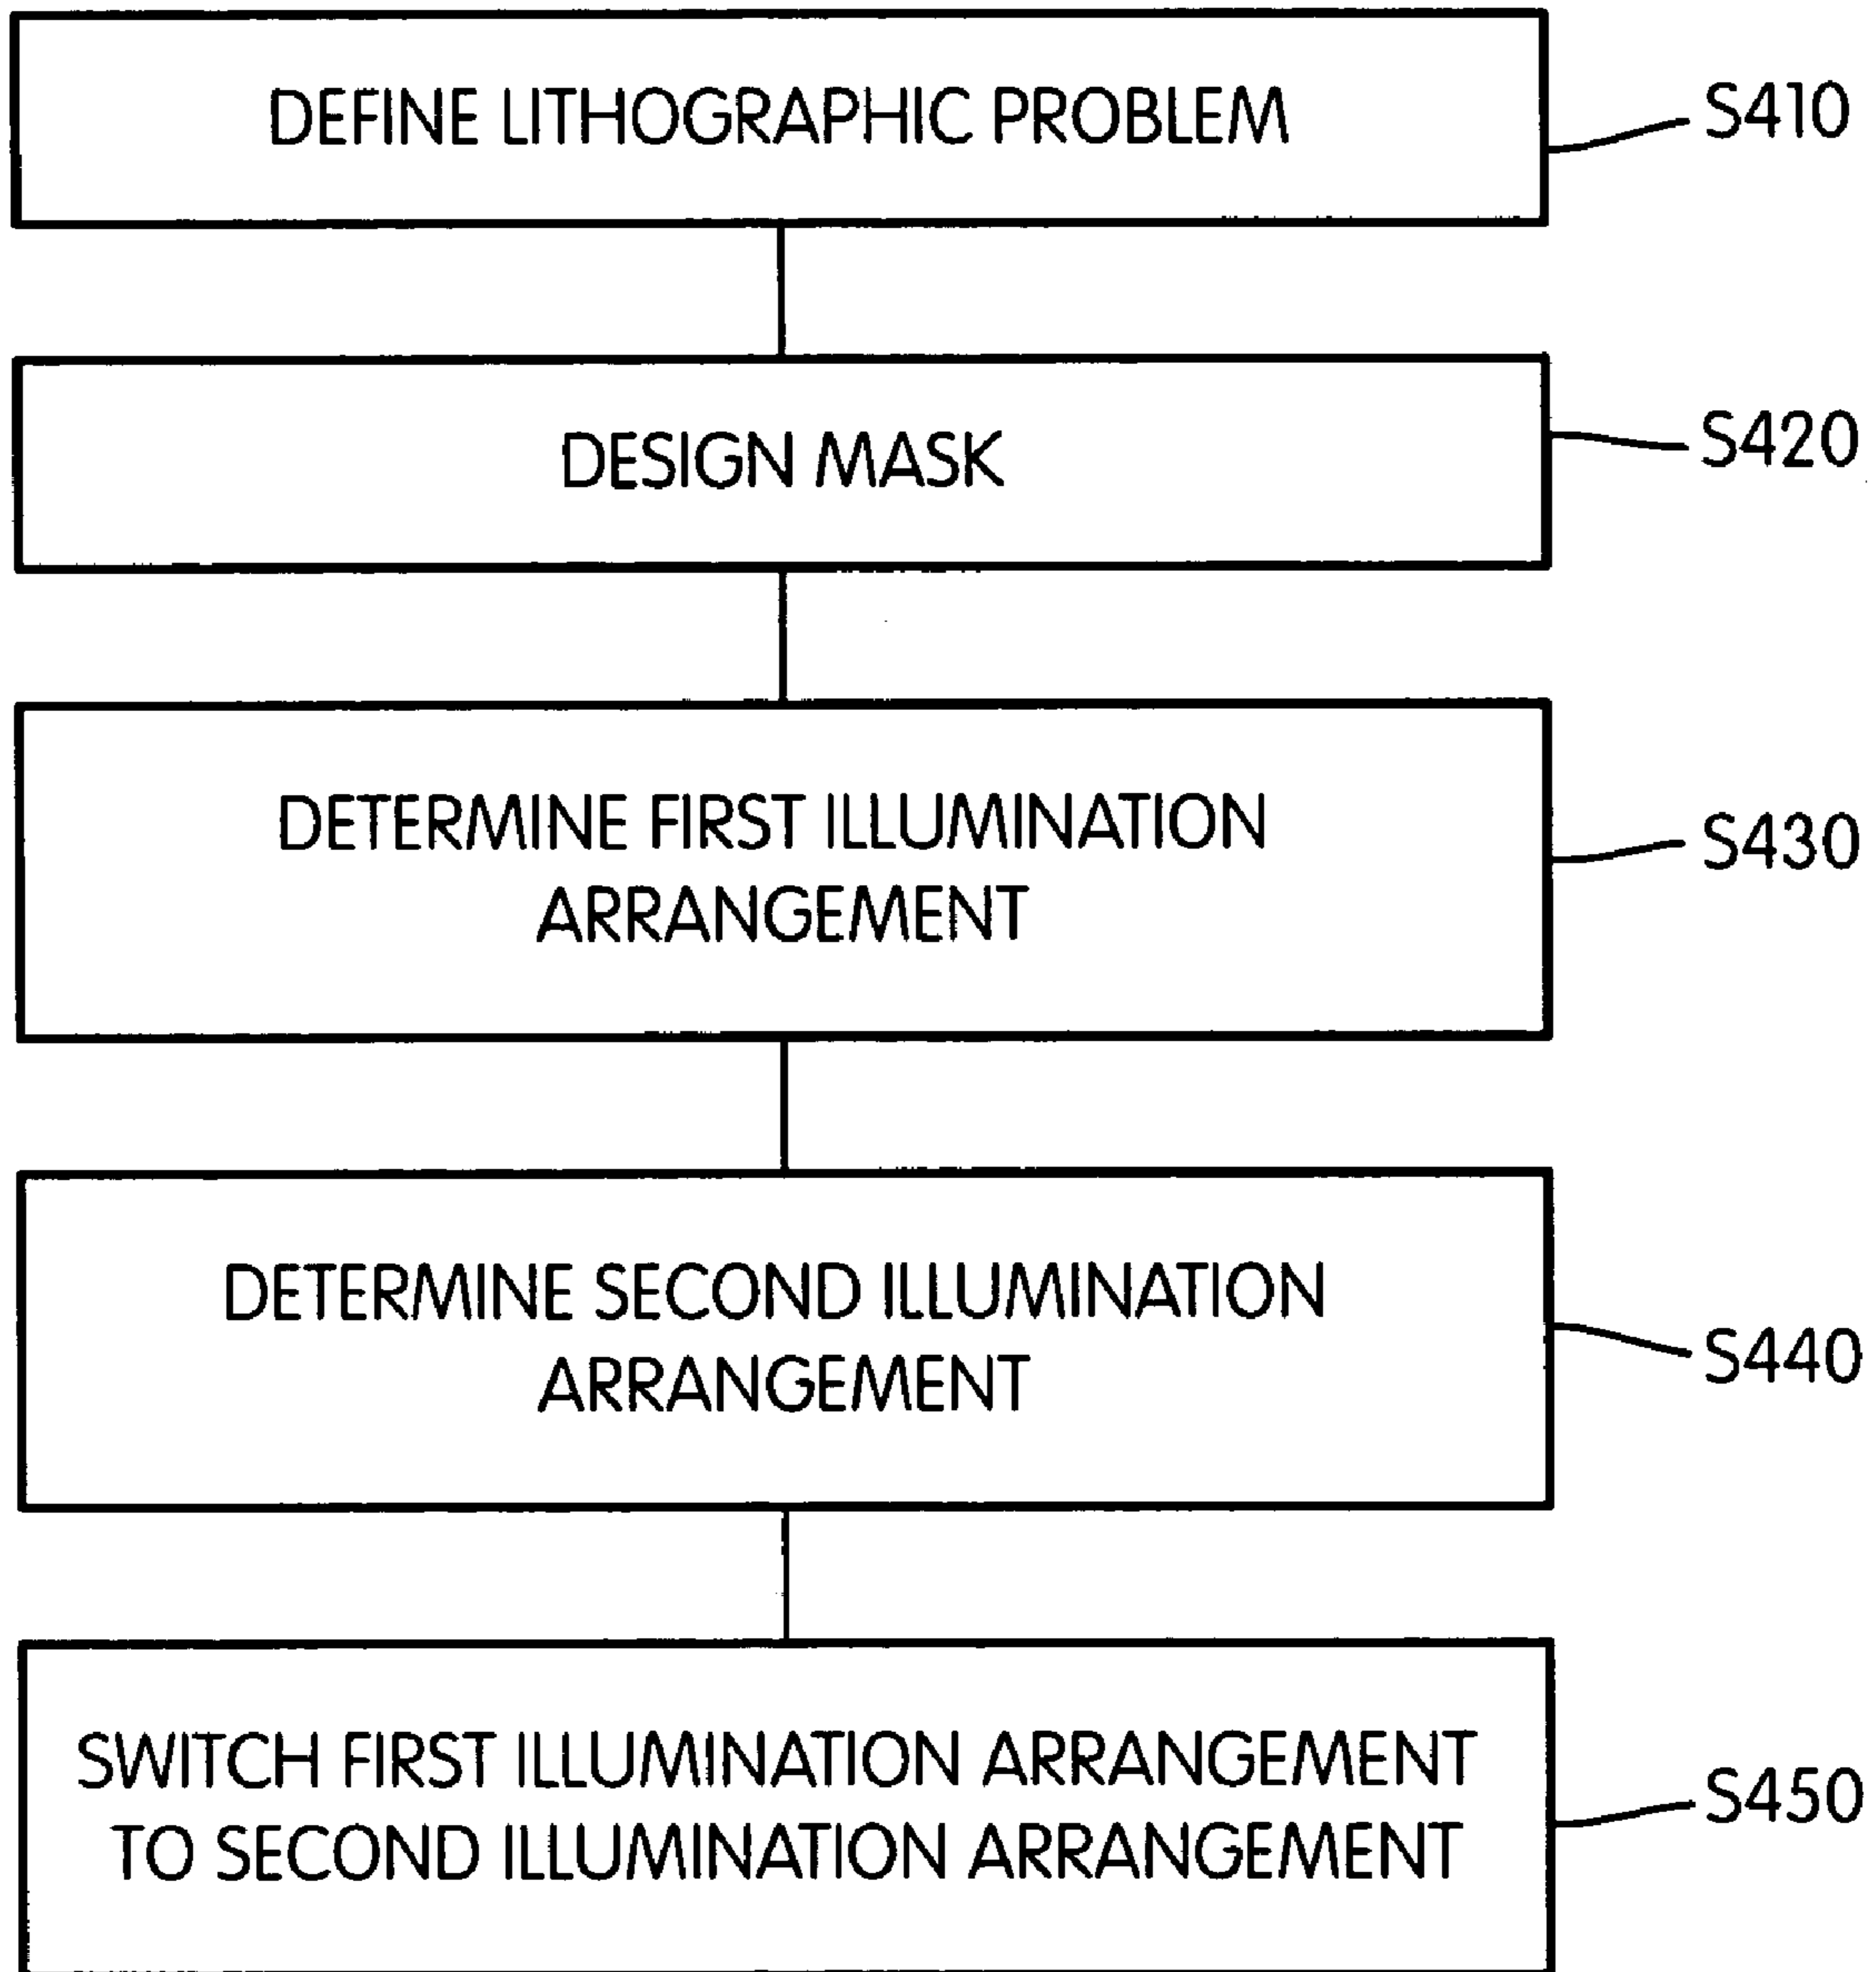 DEFINE LITHOGRAPHIC PROBLEM
S410
DESIGN MASK
S420
DETERMINE FIRST ILLUMINATION
ARRANGEMENT
S430
DETERMINE SECOND ILLUMINATION
ARRANGEMENT
S440
SWITCH FIRST ILLUMINATION ARRANGEMENT
TO SECOND ILLUMINATION ARRANGEMENT
S450